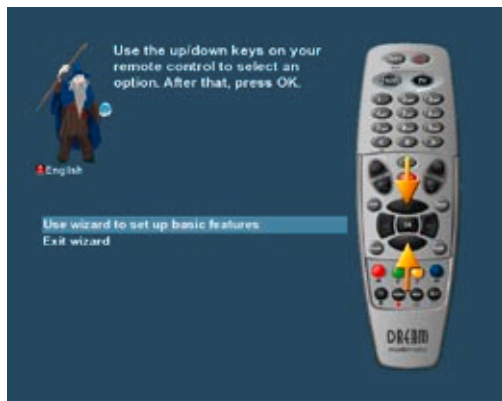 Use the up/down keys on your
remote control to select an
option. After that, press OK.
English
Use wizard to set up basic features
Exit wizard
OK
DREAM